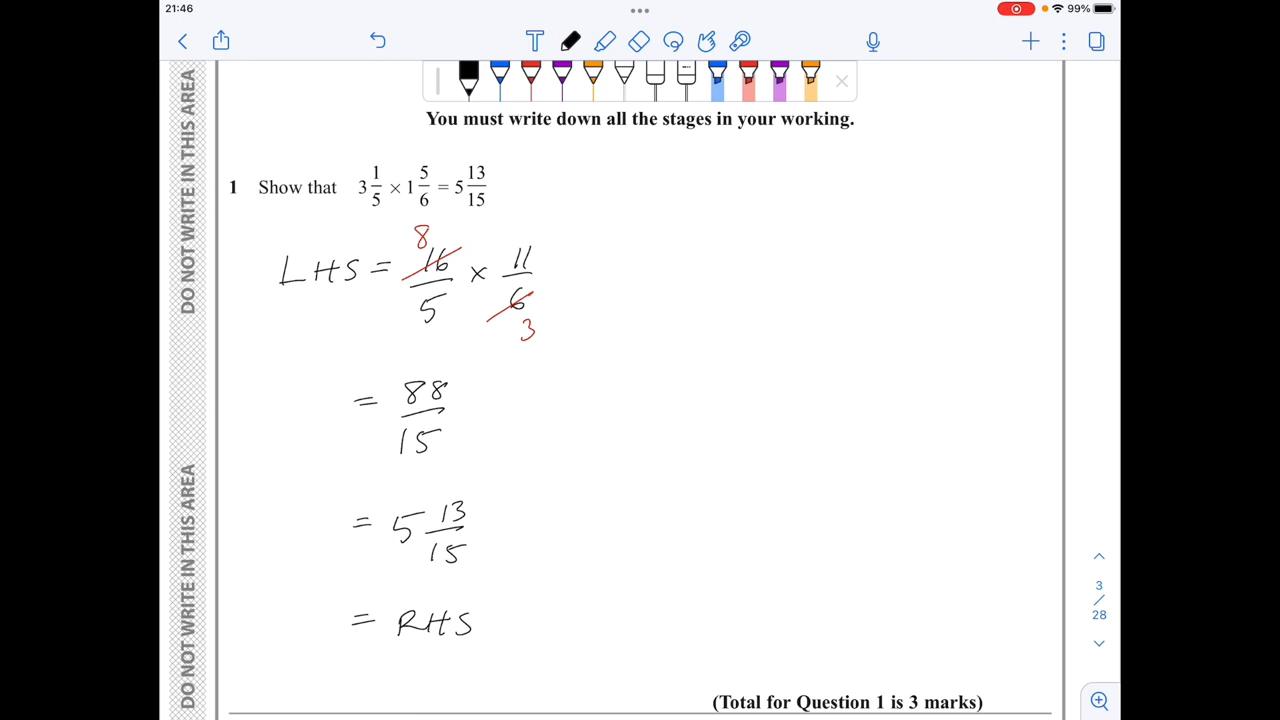 21:46
99%
DO NOT WRITE IN THIS AREA
DO NOT WRITE IN THIS AREA
You must write down all the stages in your working.
1 Show that 3 1/5 × 1 5/6 = 5 13/15
8
LHS = 16/5 × 11/6
3
= 88/15
= 5 13/15
= RHS
3
/
28
(Total for Question 1 is 3 marks)